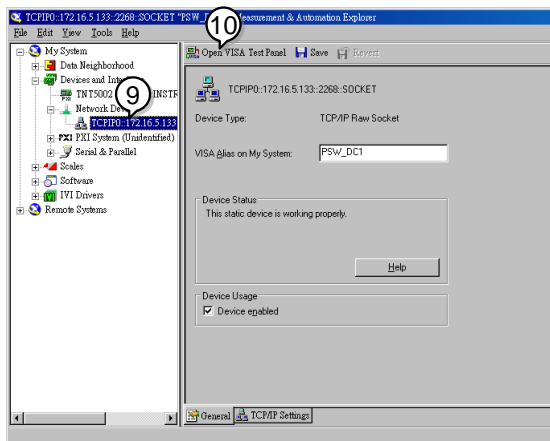 TCPIP0::172.16.5.133::2268::SOCKET "PSW_ Measurement & Automation Explorer
File Edit View Tools Help
10
Open VISA Test Panel Save Revert
My System
Data Neighborhood
Devices and Int
TNT5002 INSTR
Network De
TCPIP0::172.16.5.133
PXI PXI System (Unidentified)
Serial & Parallel
Scales
Software
IVI Drivers
Remote Systems
9
TCPIP0::172.16.5.133::2268::SOCKET
Device Type: TCP/IP Raw Socket
VISA Alias on My System: PSW_DC1
Device Status
This static device is working properly.
Help
Device Usage
Device enabled
General TCP/IP Settings